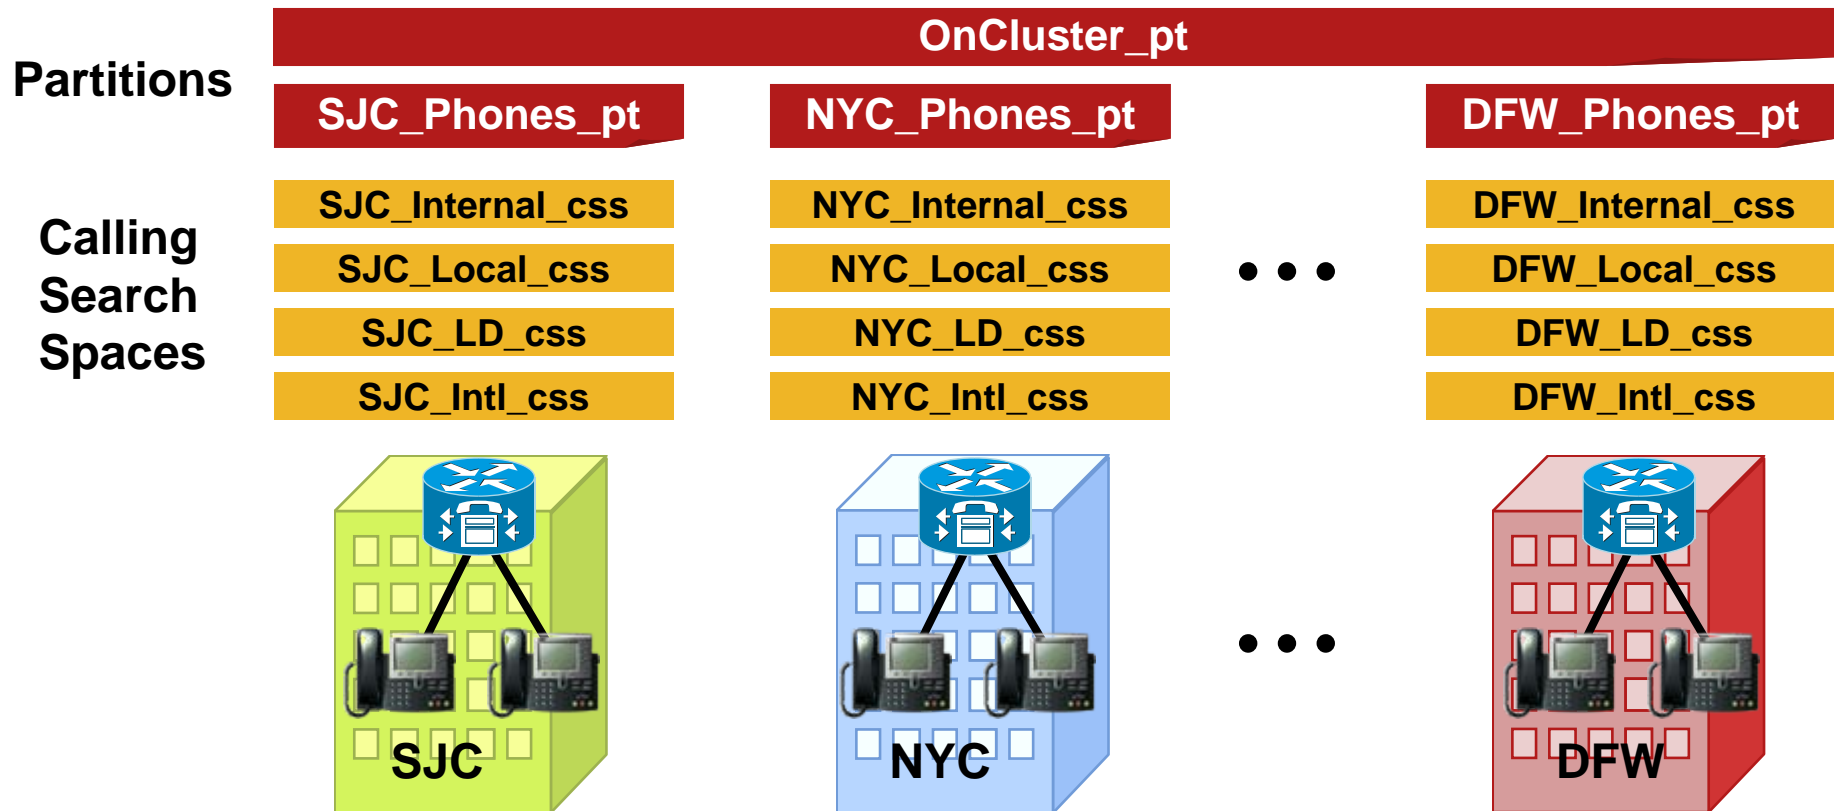 OnCluster_pt
Partitions
SJC_Phones_pt
NYC_Phones_pt
DFW_Phones_pt
Calling
Search
Spaces
SJC_Internal_css
NYC_Internal_css
DFW_Internal_css
SJC_Local_css
NYC_Local_css
• • •
DFW_Local_css
SJC_LD_css
NYC_LD_css
DFW_LD_css
SJC_Intl_css
NYC_Intl_css
DFW_Intl_css
• • •
SJC
NYC
DFW